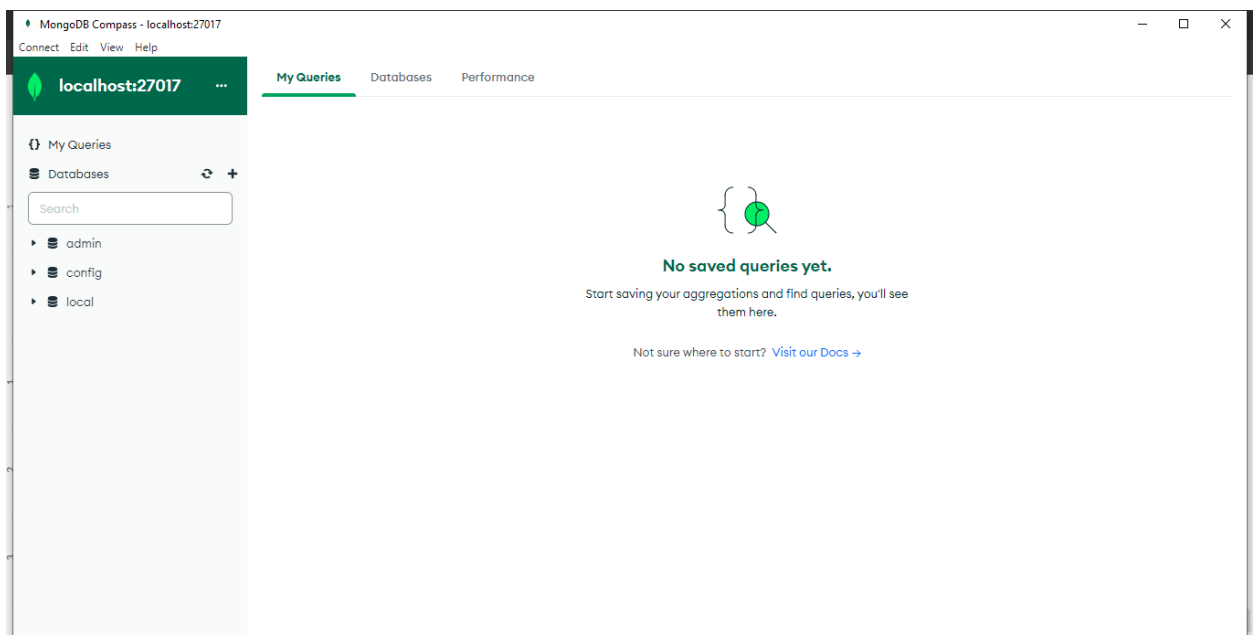 MongoDB Compass - localhost:27017
Connect Edit View Help
localhost:27017 ...
My Queries Databases Performance
{} My Queries
Databases
Search
admin
config
local
No saved queries yet.
Start saving your aggregations and find queries, you'll see
them here.
Not sure where to start? Visit our Docs →